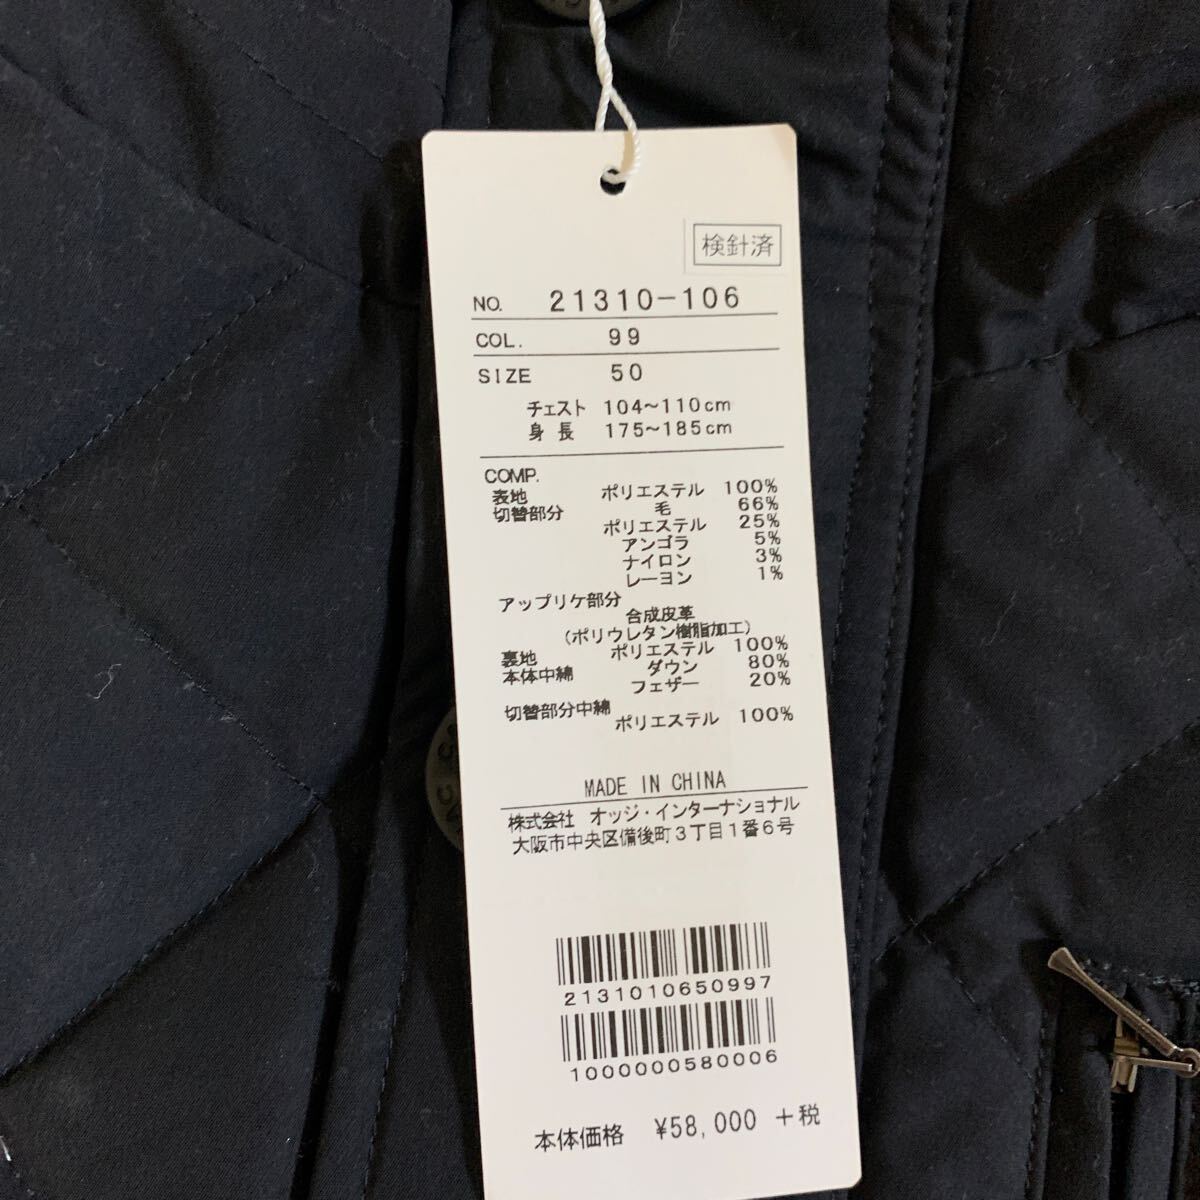 検針済
NO. 21310-106
COL. 99
SIZE 50
チェスト 104~110cm
身長 175~185cm
COMP.
表地 ポリエステル 100%
切替部分 毛 66%
ポリエステル 25%
アンゴラ 5%
ナイロン 3%
レーヨン 1%
アップリケ部分
合成皮革
(ポリウレタン樹脂加工)
裏地 ポリエステル 100%
本体中綿 ダウン 80%
フェザー 20%
切替部分中綿
ポリエステル 100%
MADE IN CHINA
株式会社 オッジ・インターナショナル
大阪市中央区備後町3丁目1番6号
2131010650997
1000000580006
本体価格 ¥58,000 +税